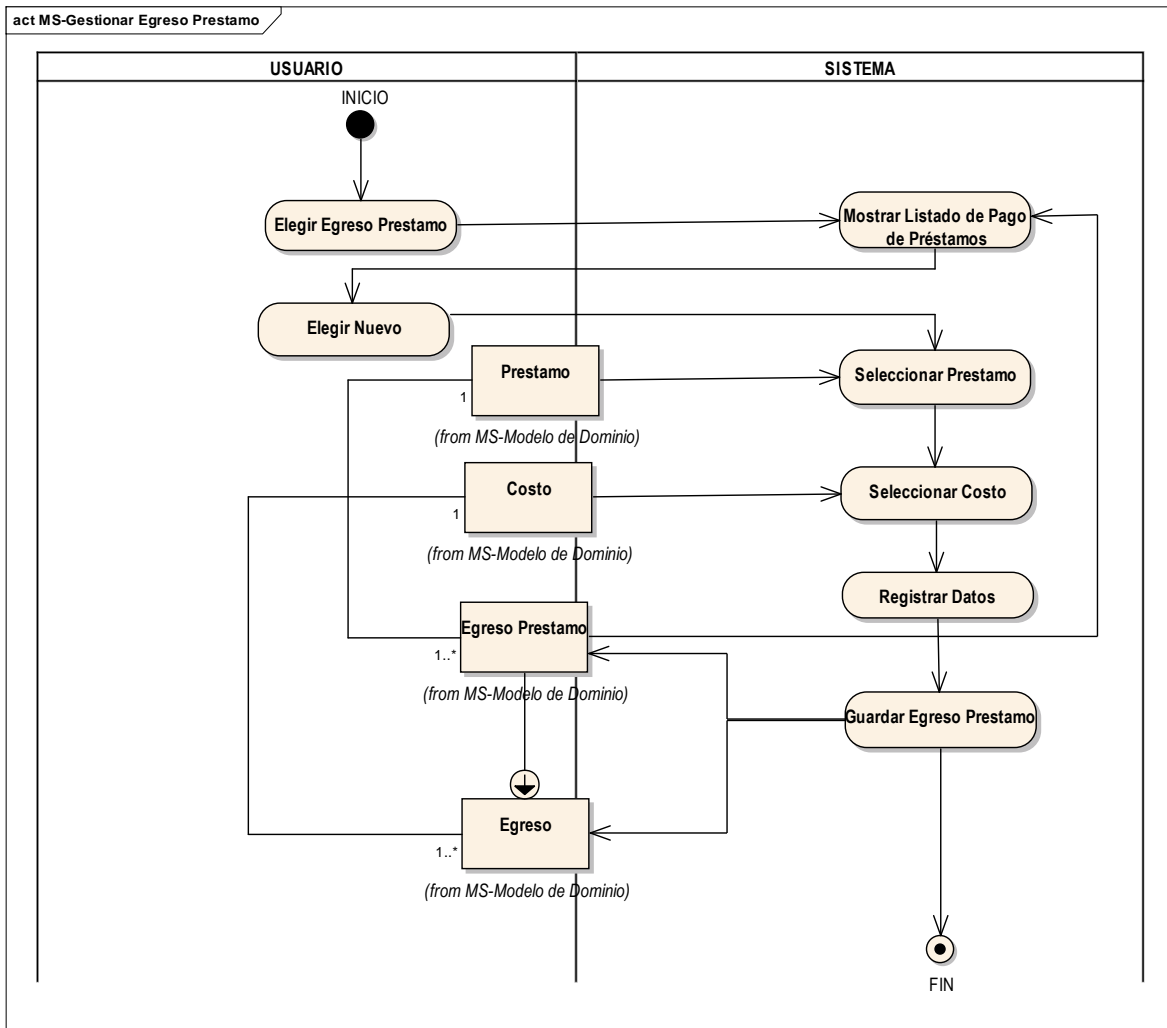 act MS-Gestionar Egreso Prestamo
USUARIO
SISTEMA
INICIO
Elegir Egreso Prestamo
Mostrar Listado de Pago
de Préstamos
Elegir Nuevo
Prestamo
1
(from MS-Modelo de Dominio)
Seleccionar Prestamo
Costo
1
(from MS-Modelo de Dominio)
Seleccionar Costo
Registrar Datos
Egreso Prestamo
1..*
(from MS-Modelo de Dominio)
Guardar Egreso Prestamo
Egreso
1..*
(from MS-Modelo de Dominio)
FIN